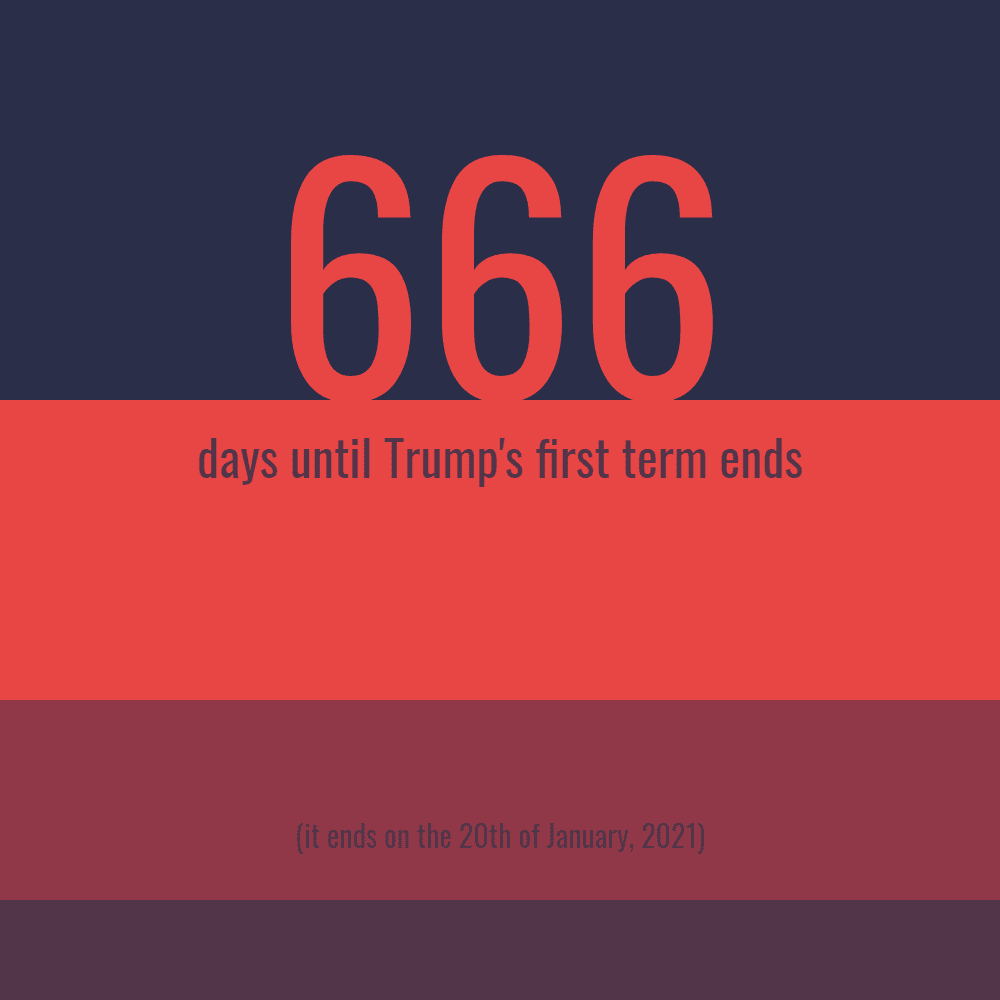 666
days until Trump's first term ends
(it ends on the 20th of January, 2021)